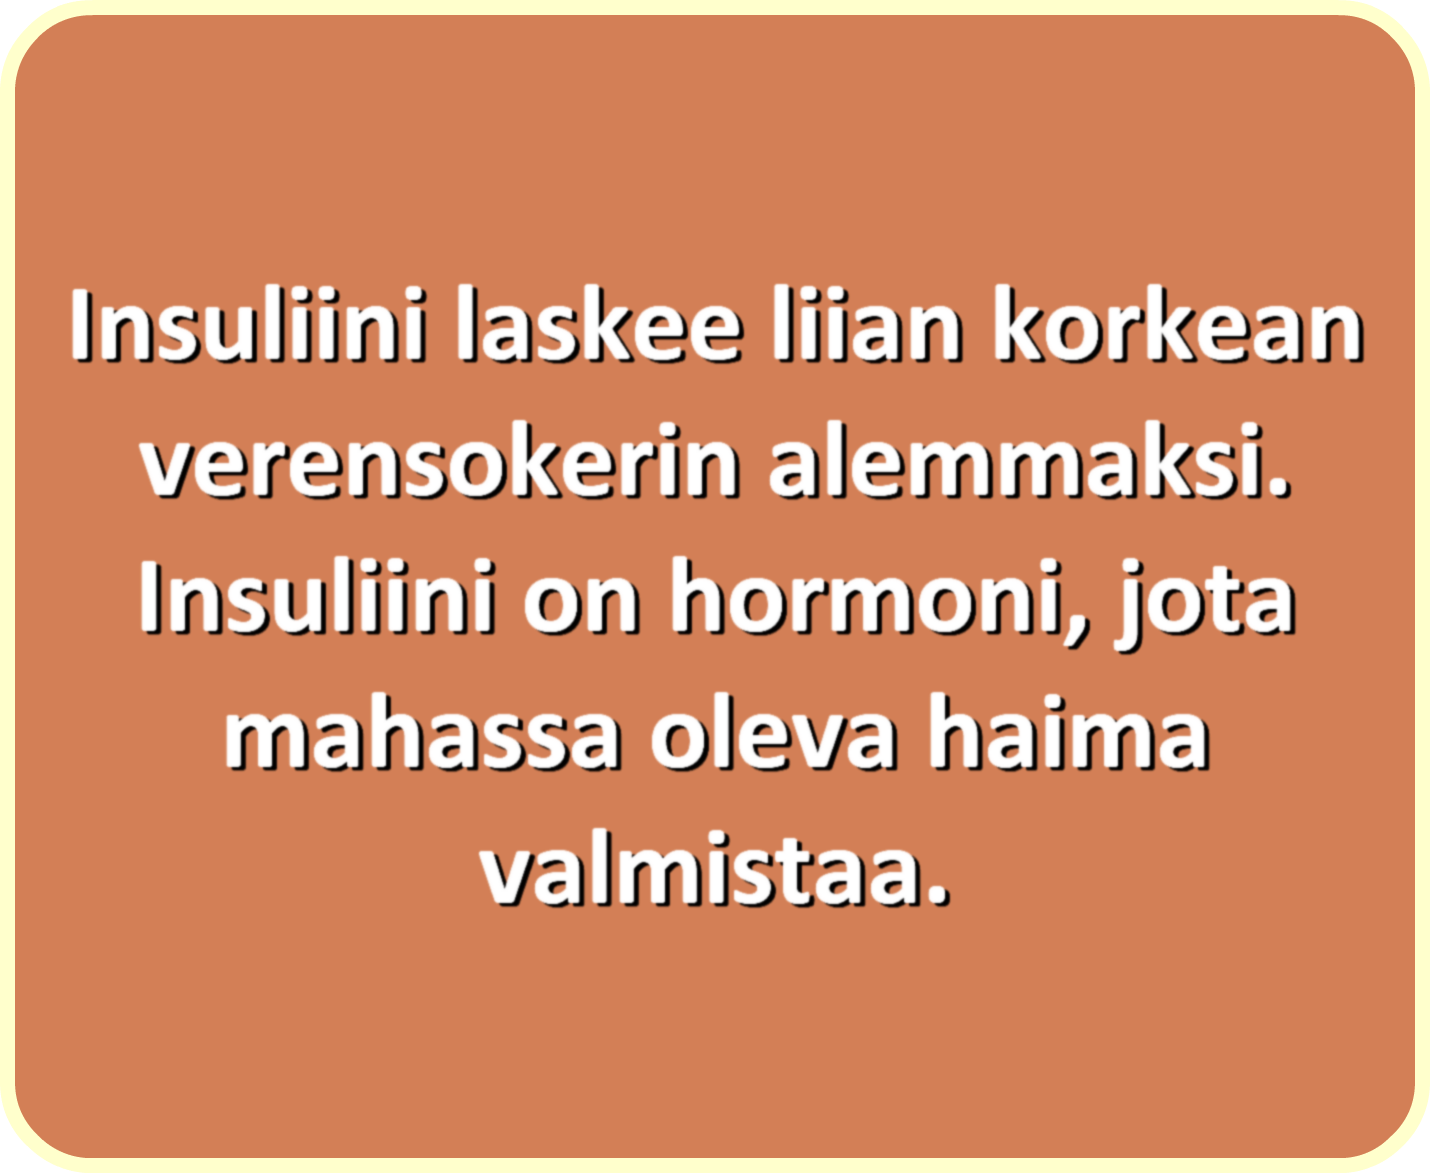 Insuliini laskee liian korkean
verensokerin alemmaksi.
Insuliini on hormoni, jota
mahassa oleva haima
valmistaa.